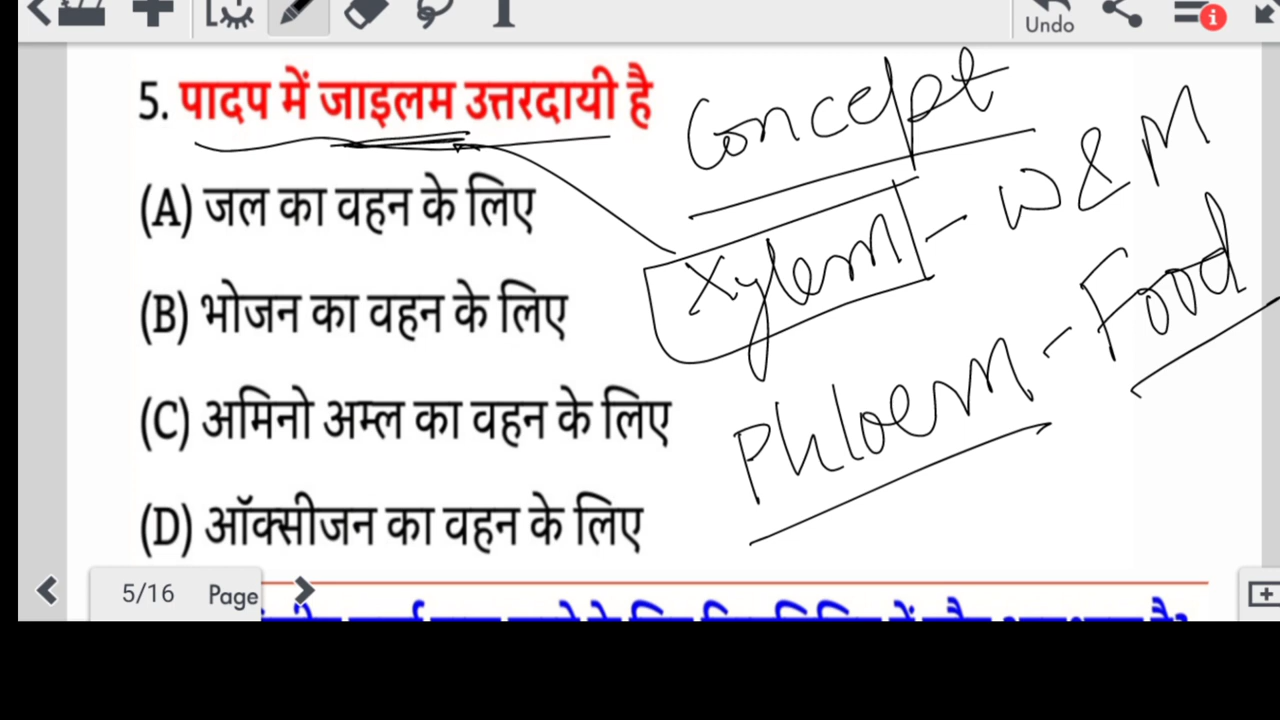 Undo
5. पादप में जाइलम उत्तरदायी है
(A) जल का वहन के लिए
(B) भोजन का वहन के लिए
(C) अमिनो अम्ल का वहन के लिए
(D) ऑक्सीजन का वहन के लिए
Concept
Xylem - W & M
Phloem - Food
5/16 Page